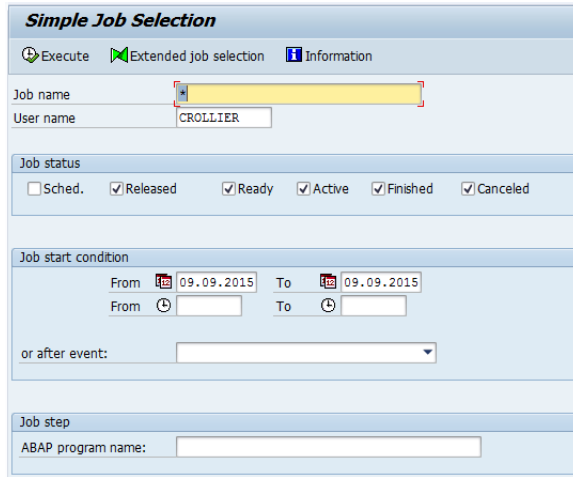 Simple Job Selection
Execute Extended job selection Information
Job name *
User name CROLLIER
Job status
Sched. Released Ready Active Finished Canceled
Job start condition
From 09.09.2015 To 09.09.2015
From To
or after event:
Job step
ABAP program name: